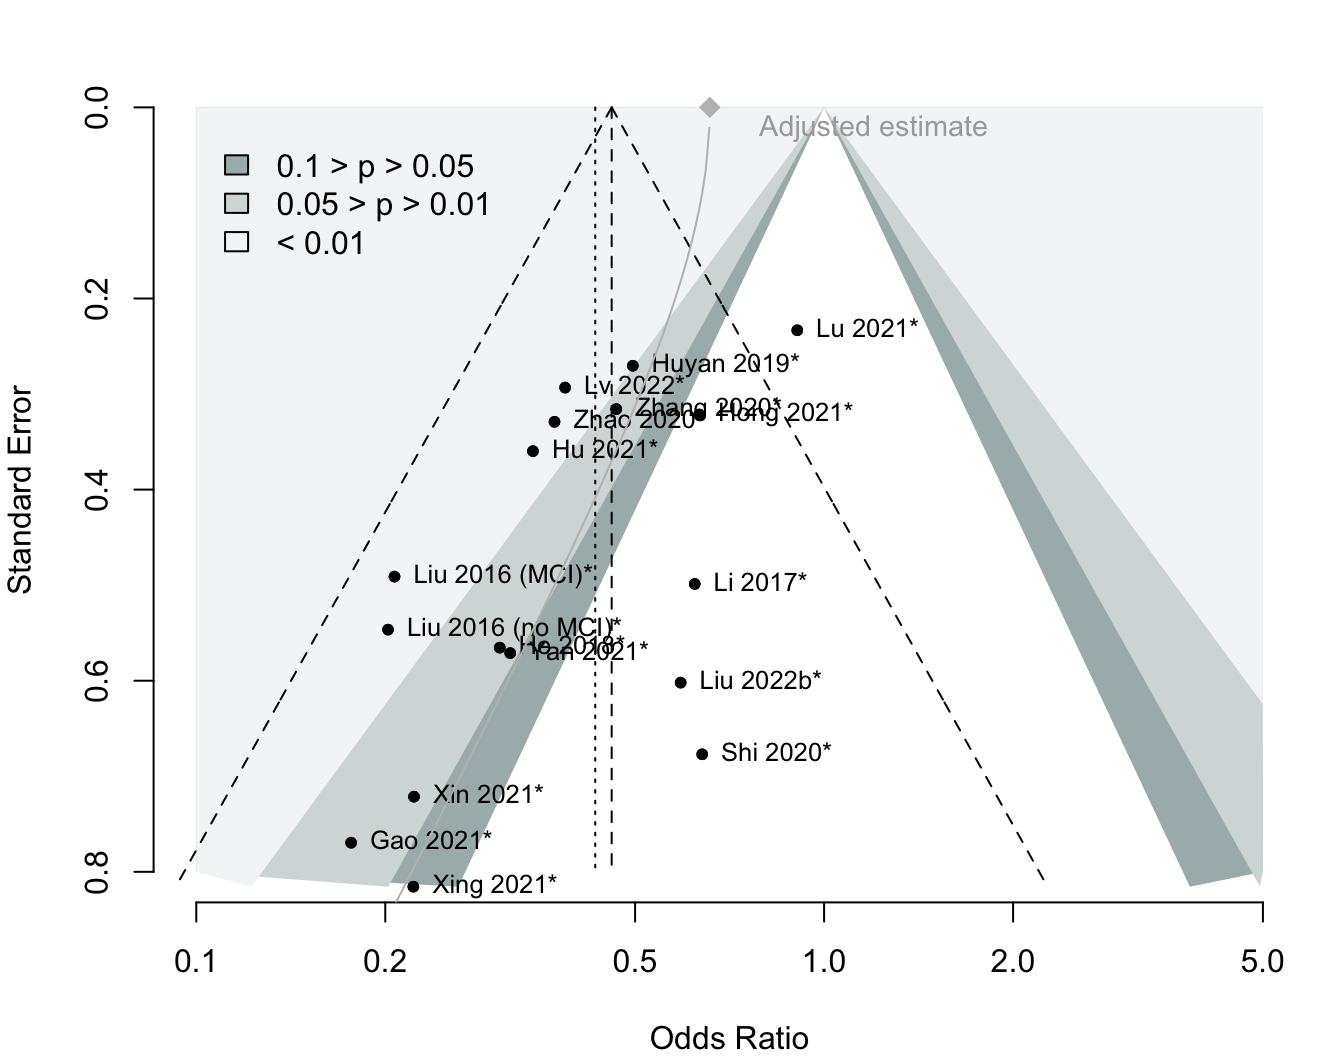 Adjusted estimate
0.1 > p > 0.05
0.05 > p > 0.01
< 0.01
Lu 2021*
Huyan 2019*
Lv 2022*
Zhang 2020*
Hong 2021*
Zhao 2020
Hu 2021*
Liu 2016 (MCI)*
Li 2017*
Liu 2016 (no MCI)*
2018*
2021*
Liu 2022b*
Shi 2020*
Xin 2021*
Gao 2021*
Xing 2021*
0.0
0.2
0.4
0.6
0.8
Standard Error
0.1 0.2 0.5 1.0 2.0 5.0
Odds Ratio